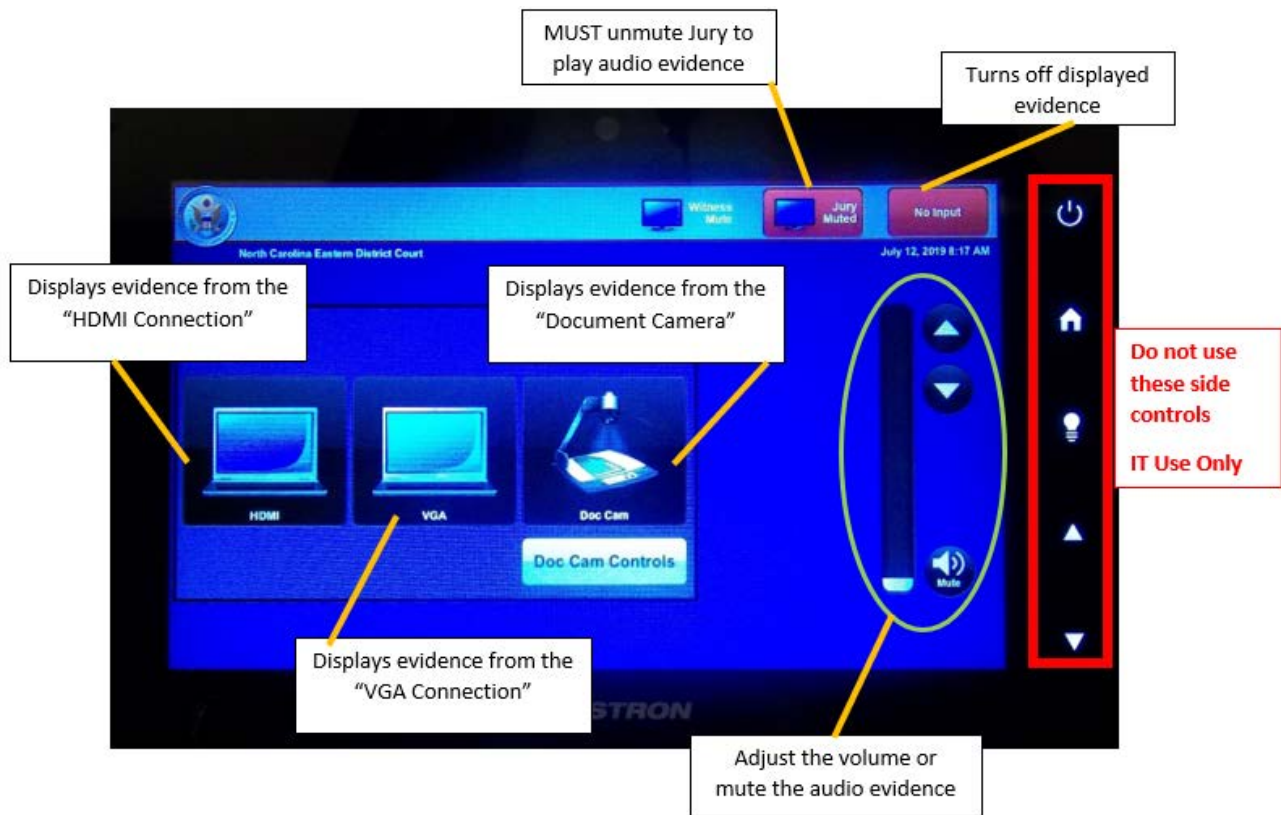 MUST unmute Jury to
play audio evidence
Turns off displayed
evidence
Witness
Mute
Jury
Muted
No Input
North Carolina Eastern District Court
July 12, 2019 8:17 AM
Displays evidence from the
“HDMI Connection”
Displays evidence from the
“Document Camera”
Do not use
these side
controls
IT Use Only
HDMI
VGA
Doc Cam
Doc Cam Controls
Mute
Displays evidence from the
“VGA Connection”
STRON
Adjust the volume or
mute the audio evidence